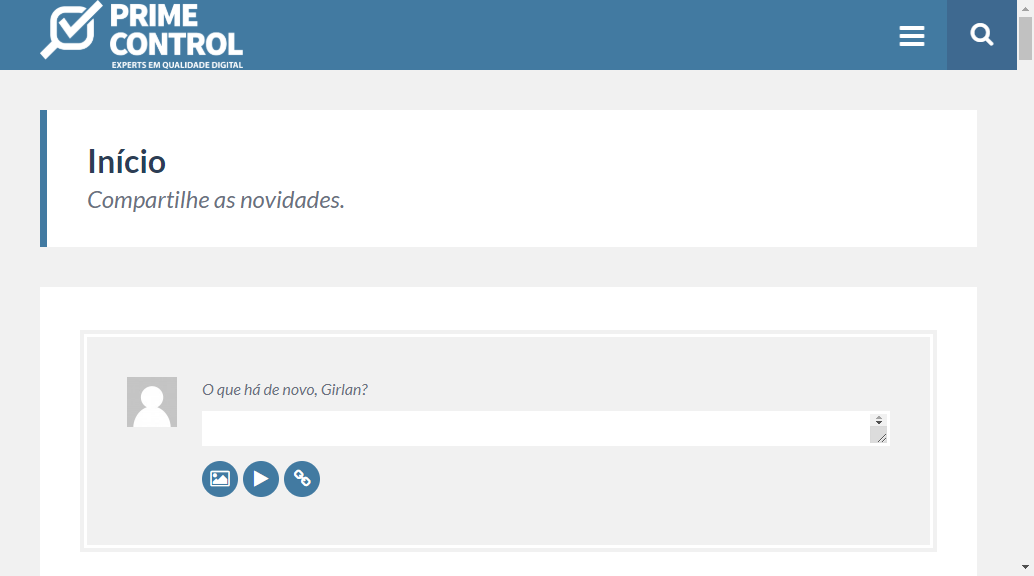 PRIME
CONTROL
EXPERTS EM QUALIDADE DIGITAL
Início
Compartilhe as novidades.
O que há de novo, Girlan?